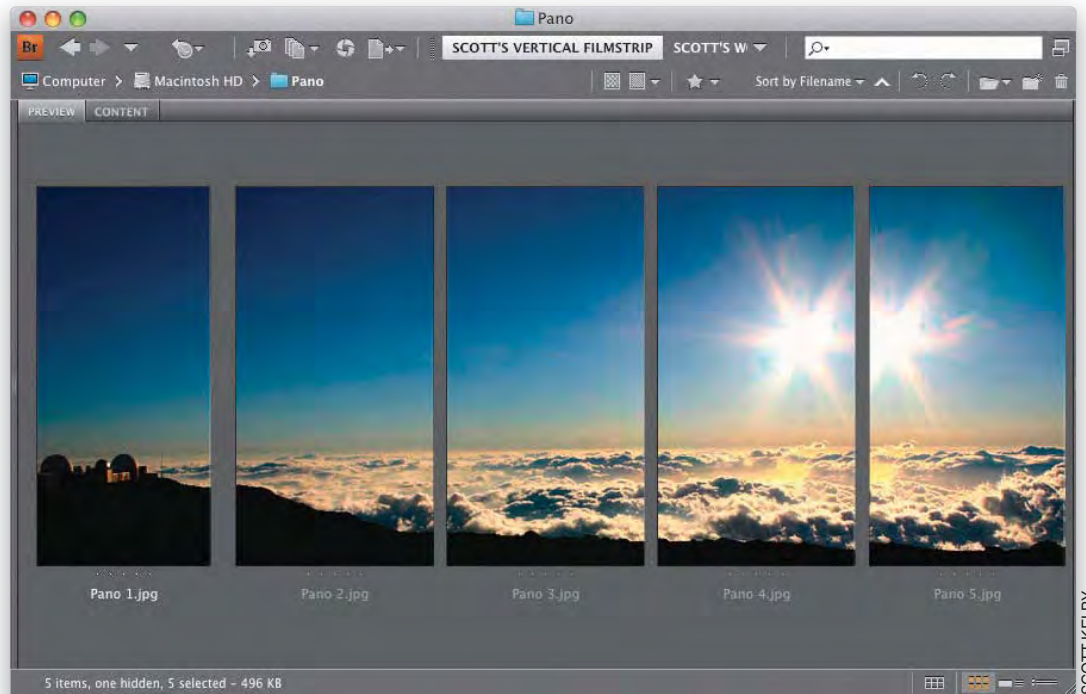 Pano
Br
SCOTT'S VERTICAL FILMSTRIP SCOTT'S W
Computer > Macintosh HD > Pano
Sort by Filename
PREVIEW CONTENT
Pano 1.jpg Pano 2.jpg Pano 3.jpg Pano 4.jpg Pano 5.jpg
5 items, one hidden, 5 selected – 496 KB
SCOTT KELBY